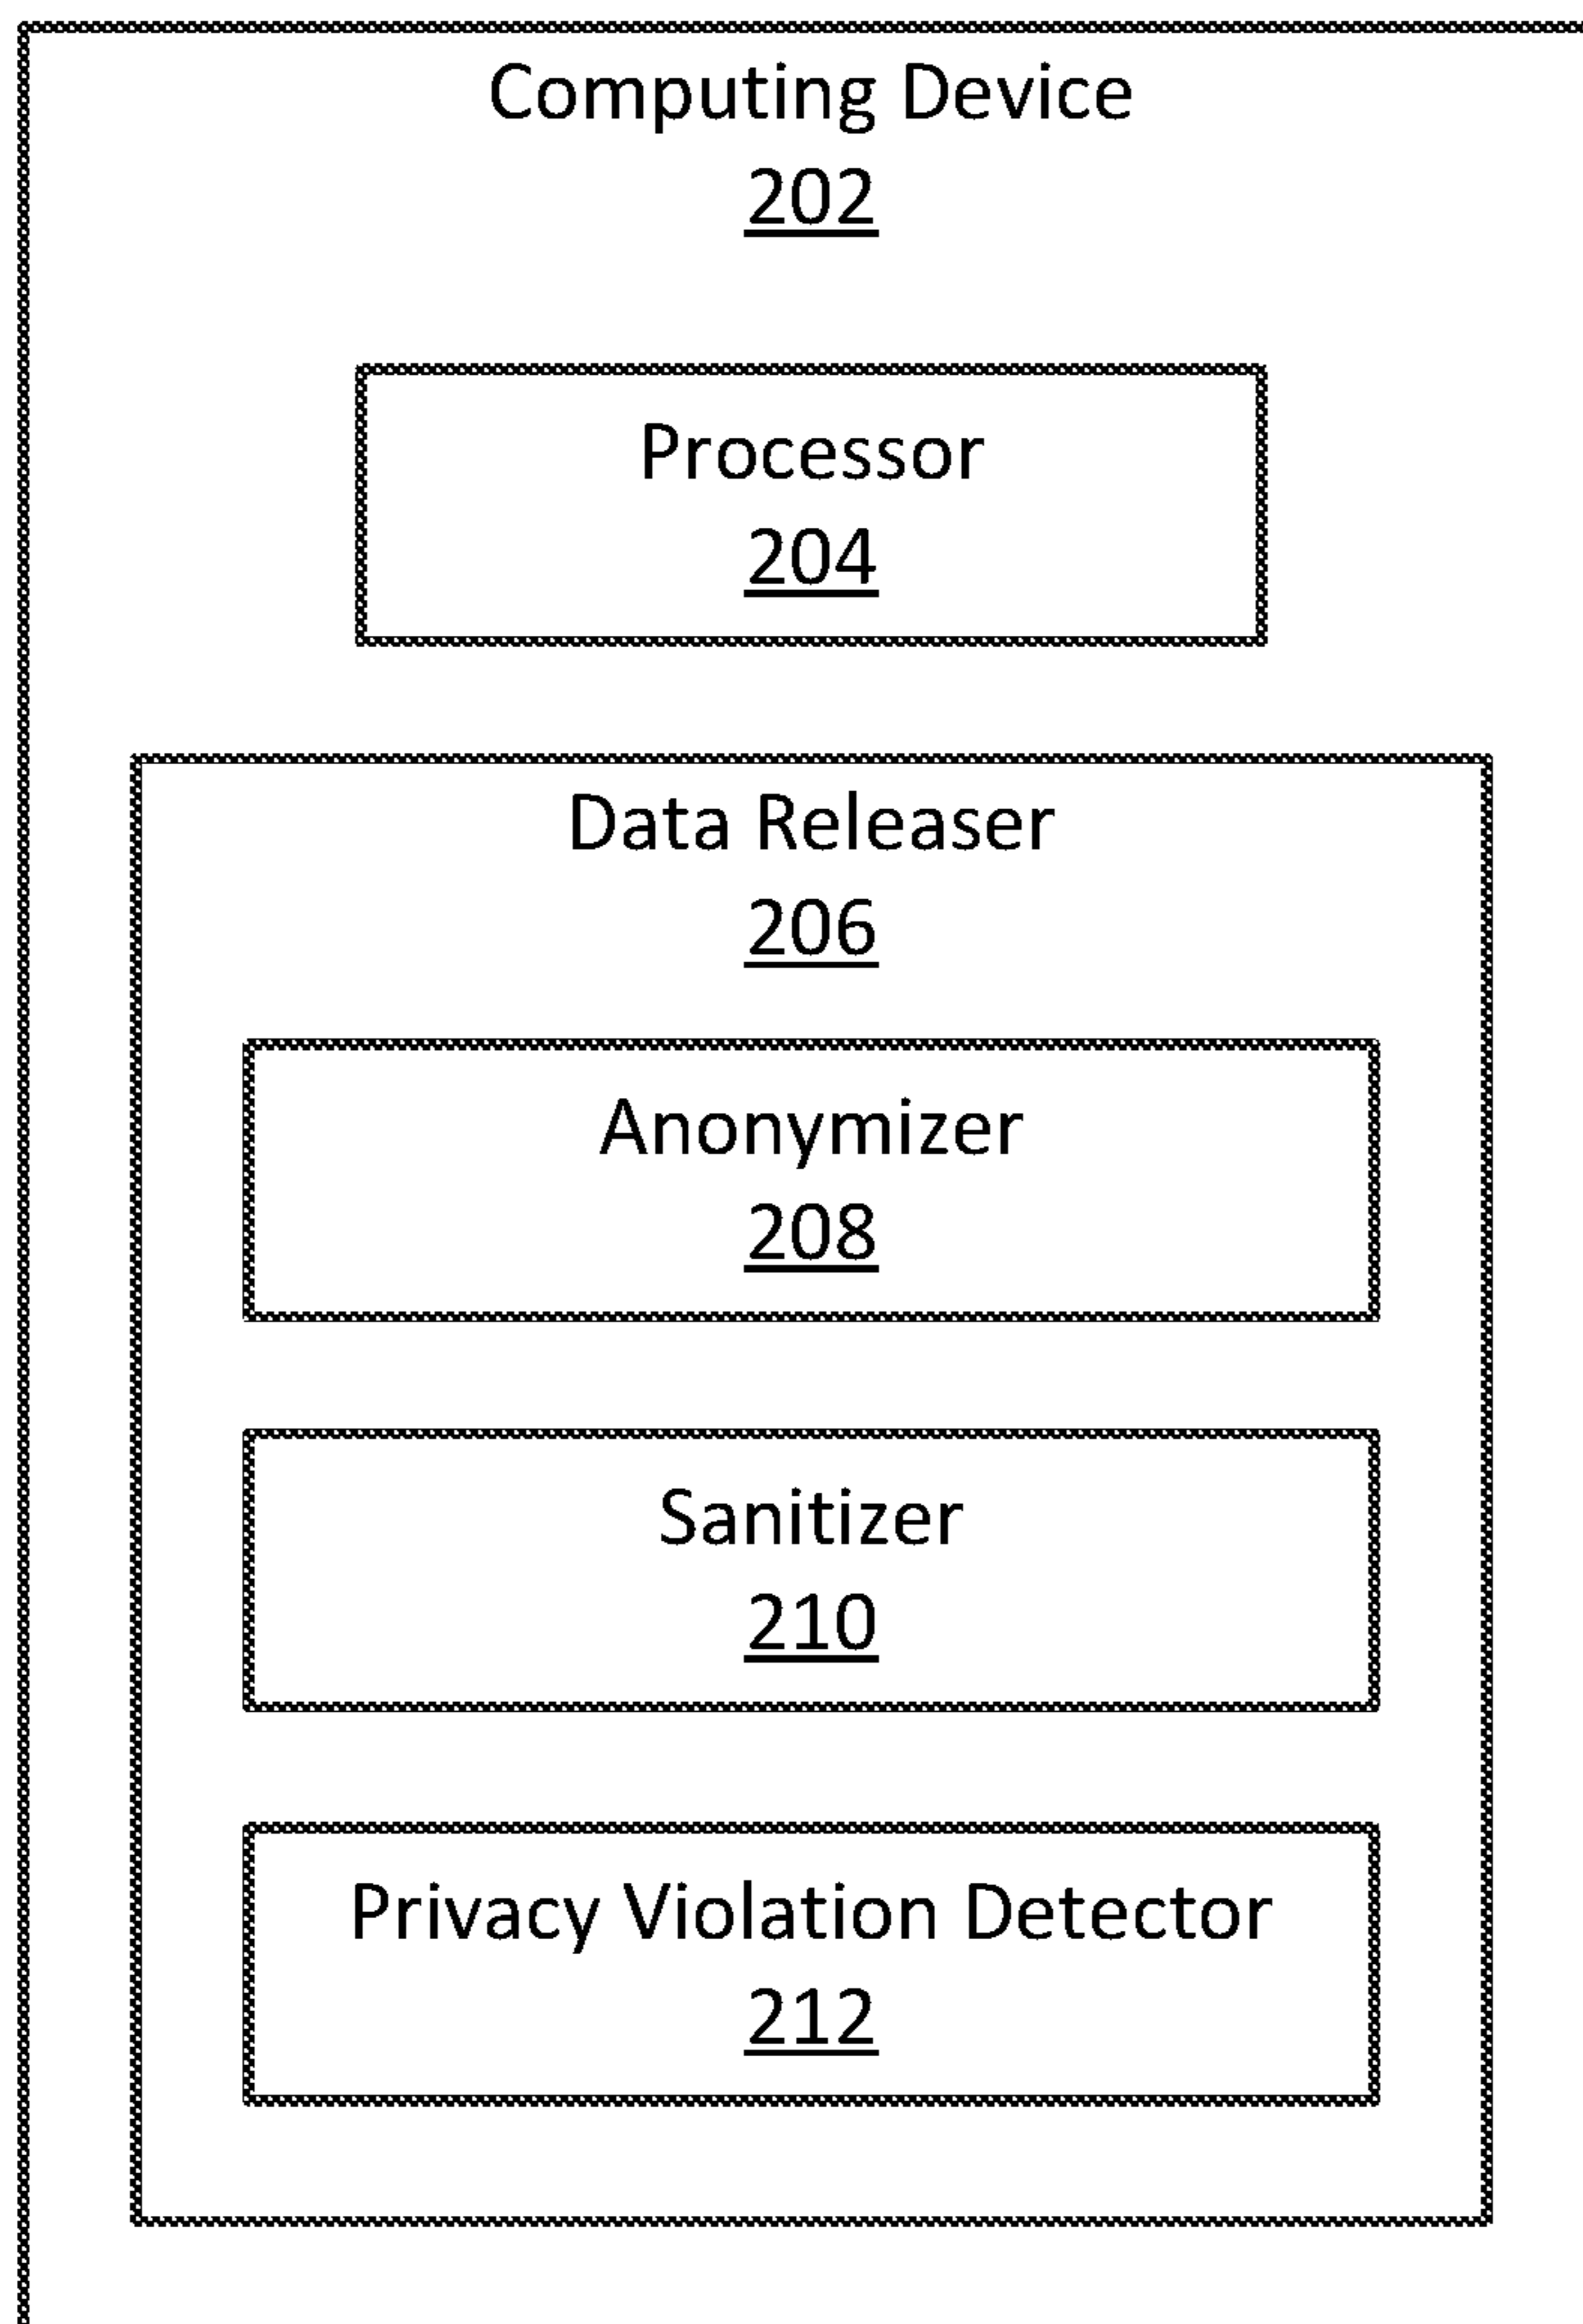 Computing Device
202
Processor
204
Data Releaser
206
Anonymizer
208
Sanitizer
210
Privacy Violation Detector
212